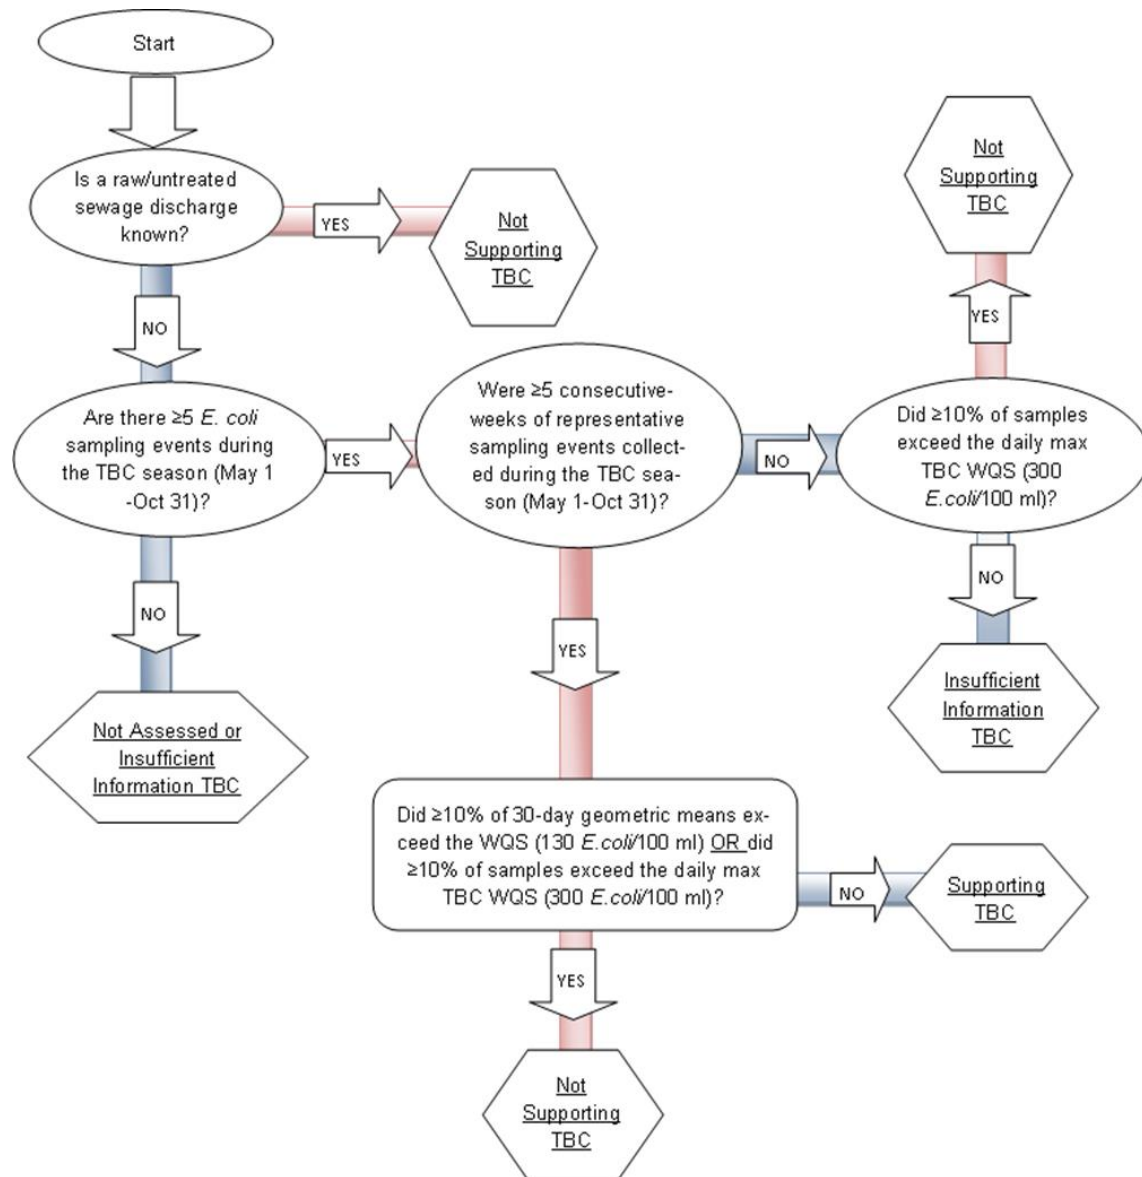 Start
Is a raw/untreated
sewage discharge
known?
YES
Not
Supporting
TBC
NO
Are there ≥5 E. coli
sampling events during
the TBC season (May 1
-Oct 31)?
YES
Were ≥5 consecutive-
weeks of representative
sampling events collect-
ed during the TBC sea-
son (May 1-Oct 31)?
NO
Did ≥10% of samples
exceed the daily max
TBC WQS (300
E.coli/100 ml)?
YES
Not
Supporting
TBC
NO
Insufficient
Information
TBC
NO
Not Assessed or
Insufficient
Information TBC
YES
Did ≥10% of 30-day geometric means ex-
ceed the WQS (130 E.coli/100 ml) OR did
≥10% of samples exceed the daily max
TBC WQS (300 E.coli/100 ml)?
NO
Supporting
TBC
YES
Not
Supporting
TBC